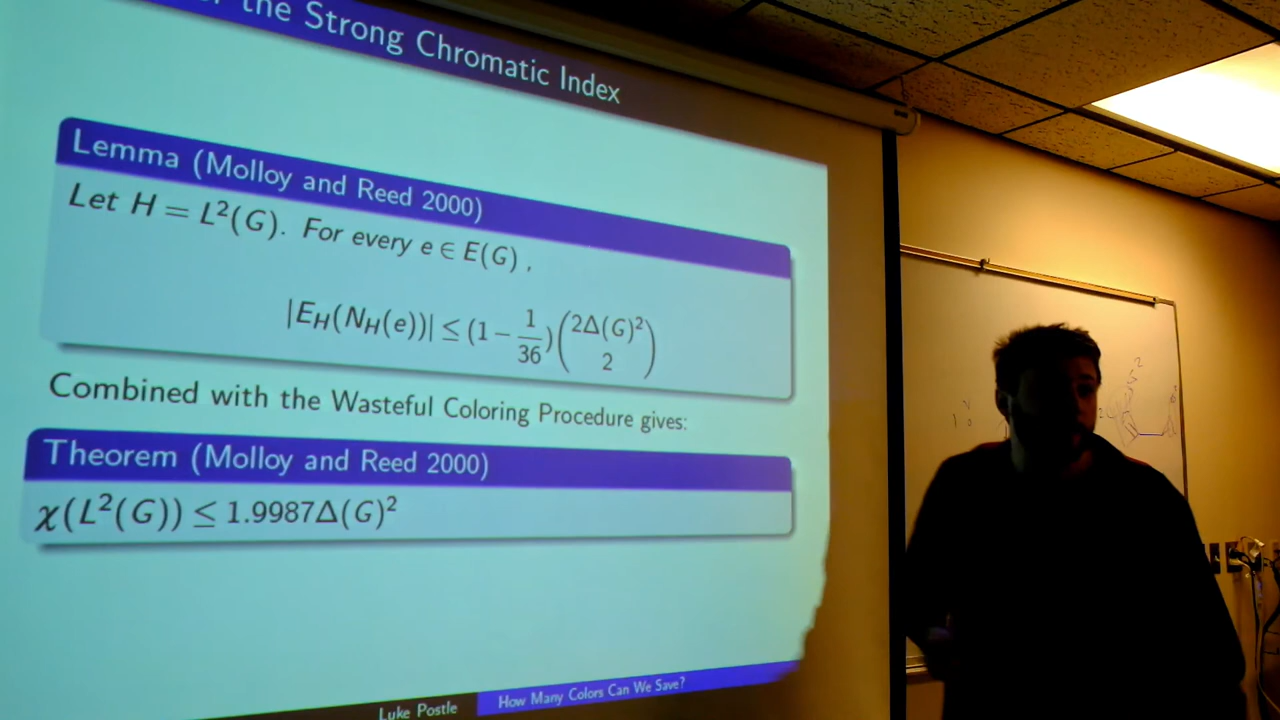 the Strong Chromatic Index
Lemma (Molloy and Reed 2000)
Let H = L²(G). For every e ∈ E(G) ,
|E_H(N_H(e))| ≤ (1 − 1/36) (2Δ(G)² 2)
Combined with the Wasteful Coloring Procedure gives:
Theorem (Molloy and Reed 2000)
χ(L²(G)) ≤ 1.9987Δ(G)²
Luke Postle
How Many Colors Can We Save?